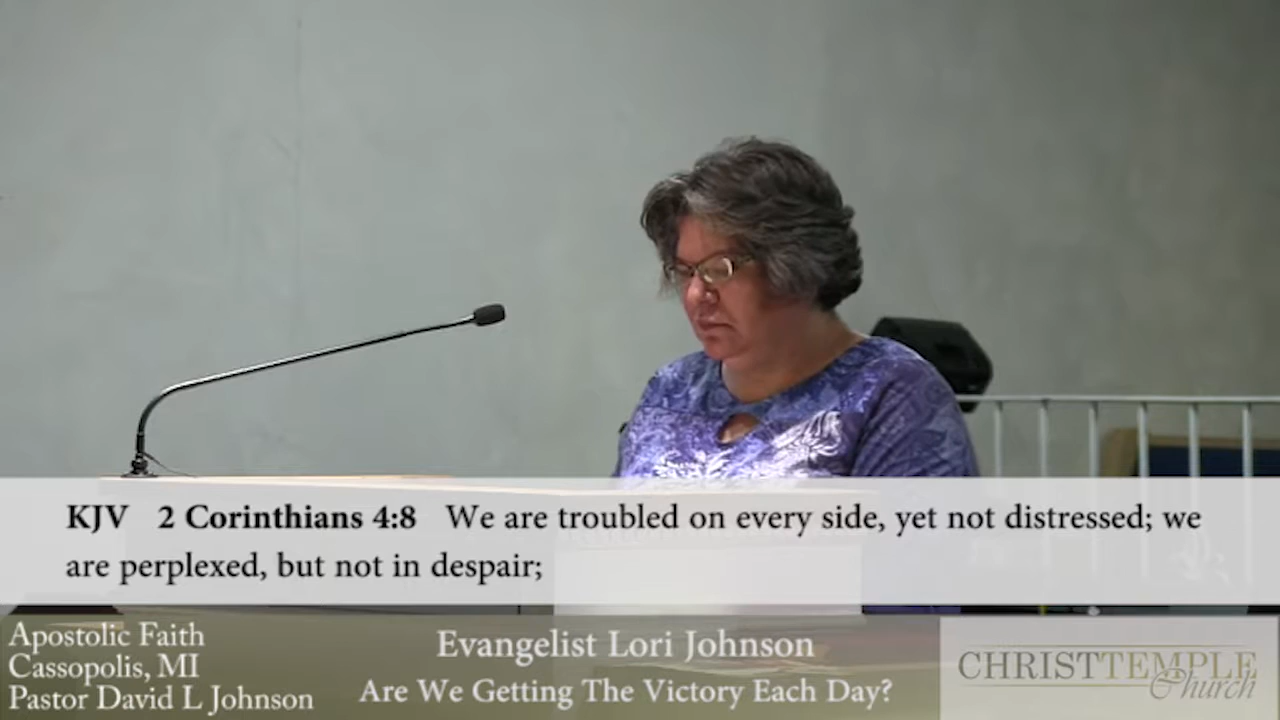 KJV 2 Corinthians 4:8 We are troubled on every side, yet not distressed; we
are perplexed, but not in despair;
Apostolic Faith
Cassopolis, MI
Pastor David L Johnson
Evangelist Lori Johnson
Are We Getting The Victory Each Day?
CHRISTTEMPLE
Church